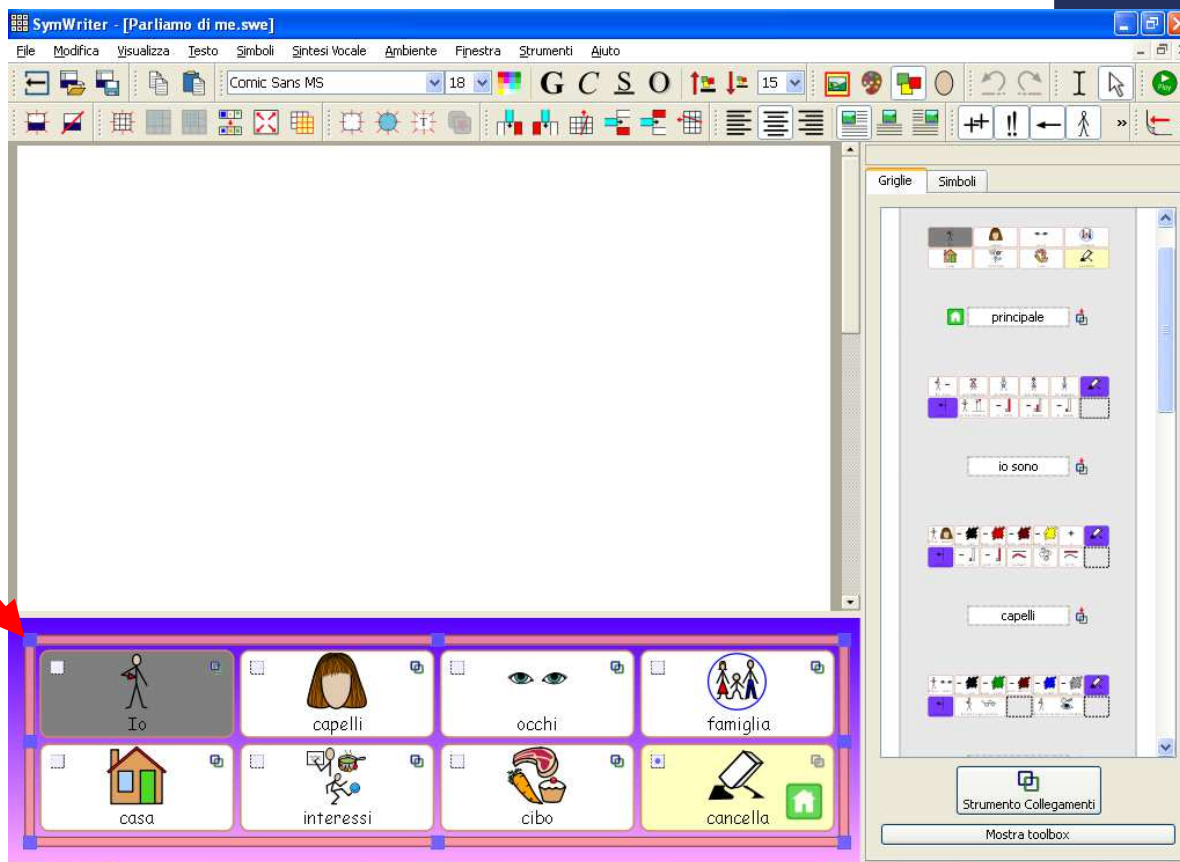 SymWriter - [Parliamo di me.swe]
File Modifica Visualizza Testo Simboli Sintesi Vocale Ambiente Finestra Strumenti Aiuto
Comic Sans MS 18 G C S O 15 Play
T !! »
Griglie Simboli
principale
io sono
capelli
Io capelli occhi famiglia
casa interessi cibo cancella
Strumento Collegamenti
Mostra toolbox